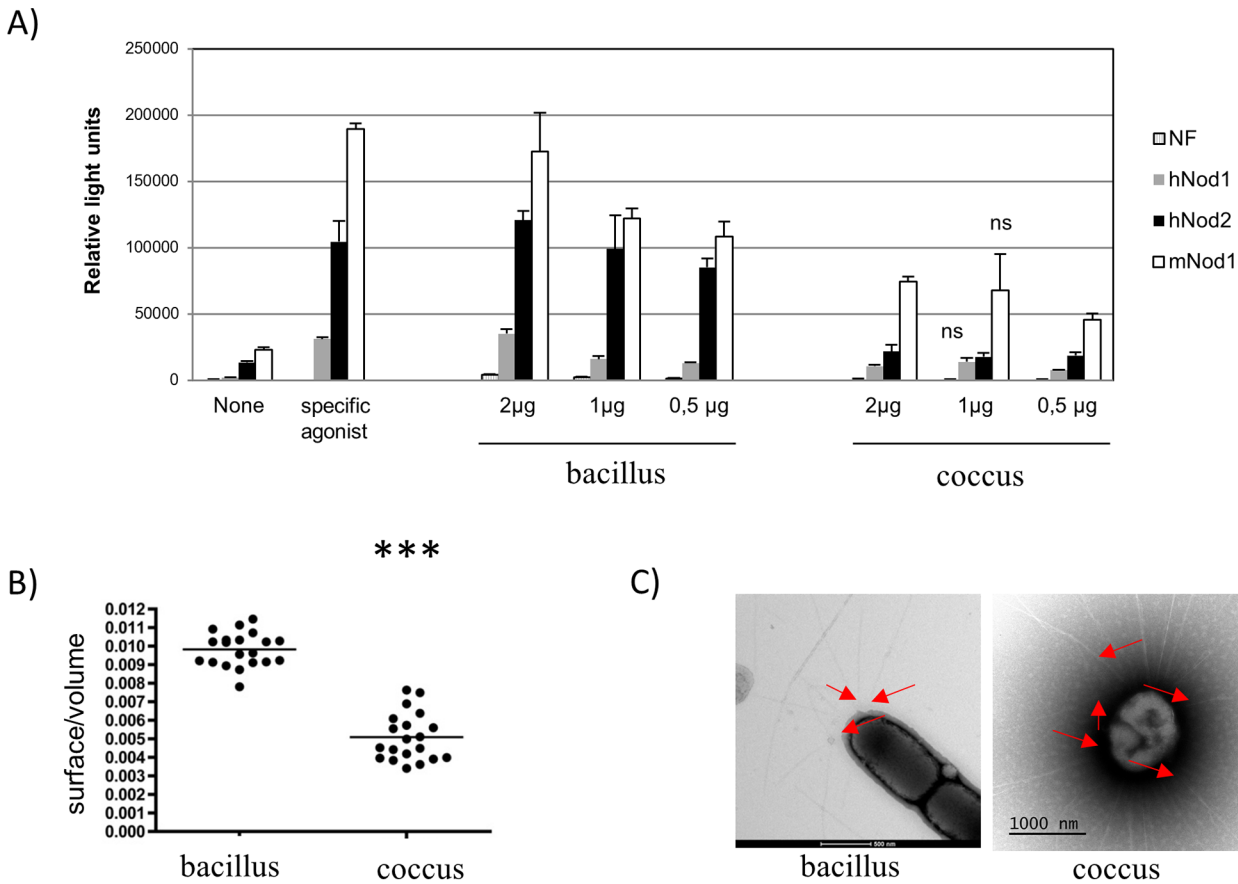 A)
250000
200000
150000
100000
50000
0
Relative light units
ns
ns
NF
hNod1
hNod2
mNod1
None
specific
agonist
2µg 1µg 0,5 µg
2µg 1µg 0,5 µg
bacillus
coccus
B)
***
0.012
0.011
0.010
0.009
0.008
0.007
0.006
0.005
0.004
0.003
0.002
0.001
0.000
surface/volume
bacillus
coccus
C)
500 nm
1000 nm
bacillus
coccus